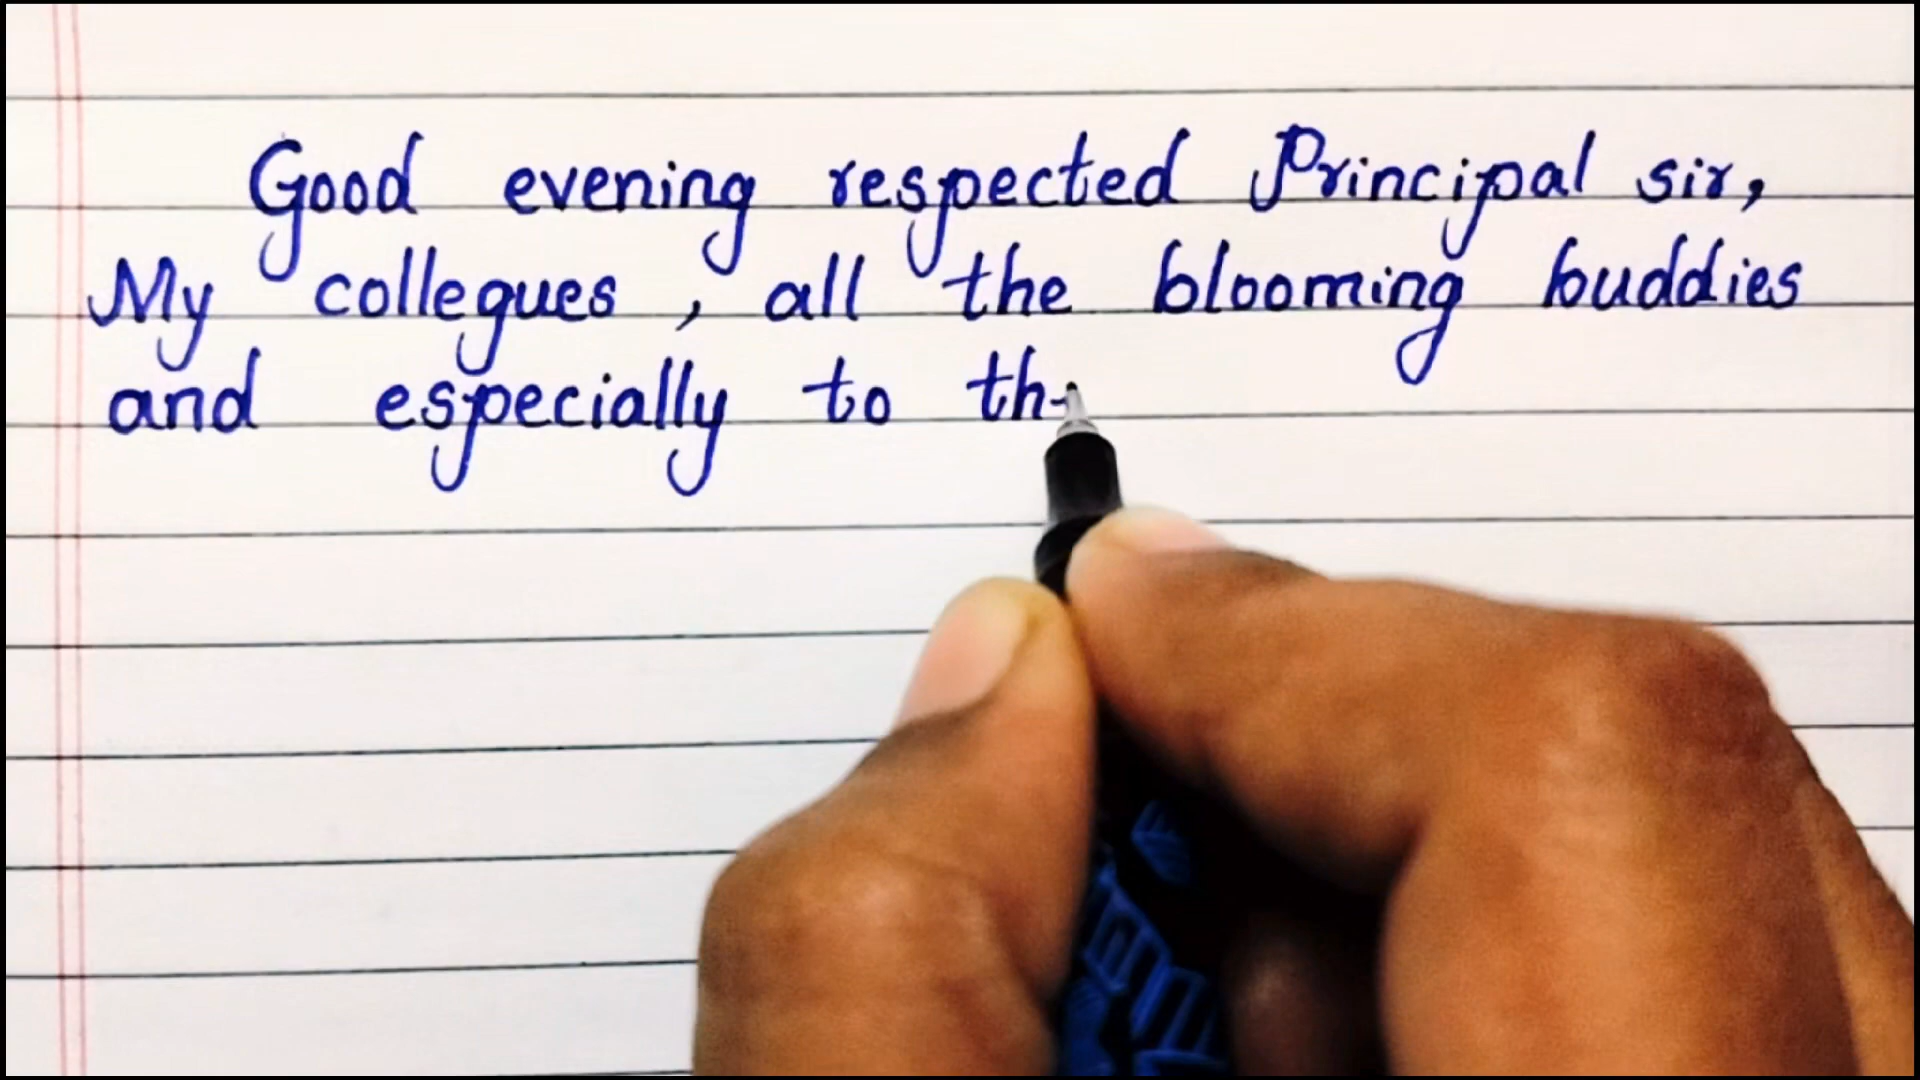 Good evening respected Principal sir,
My collegues , all the blooming buddies
and especially to th